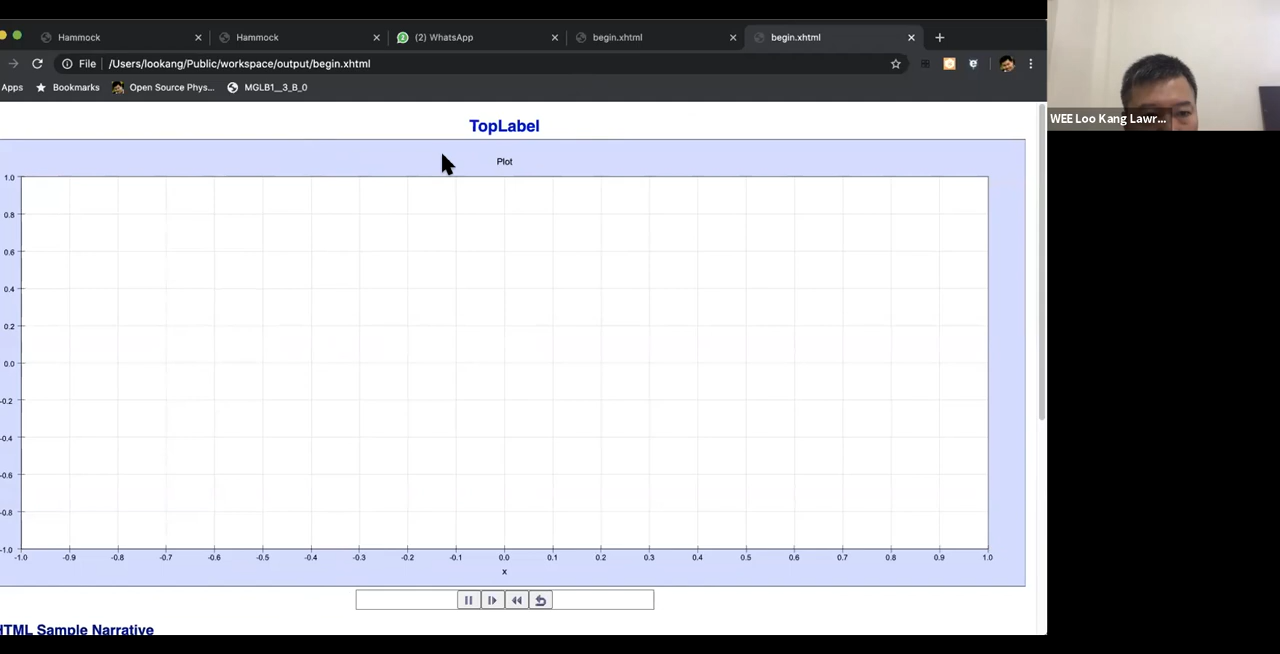 Hammock
Hammock
(2) WhatsApp
begin.xhtml
begin.xhtml
File
/Users/lookang/Public/workspace/output/begin.xhtml
Apps
Bookmarks
Open Source Phys...
MGLB1__3_B_0
WEE Loo Kang Lawr...
TopLabel
Plot
1.0
0.8
0.6
0.4
0.2
0.0
-0.2
-0.4
-0.6
-0.8
-1.0
-1.0 -0.9 -0.8 -0.7 -0.6 -0.5 -0.4 -0.3 -0.2 -0.1 0.0 0.1 0.2 0.3 0.4 0.5 0.6 0.7 0.8 0.9 1.0
x
HTML Sample Narrative